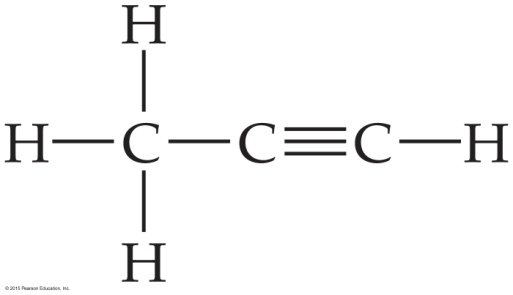 H
H C C C H
H
© 2015 Pearson Education, Inc.